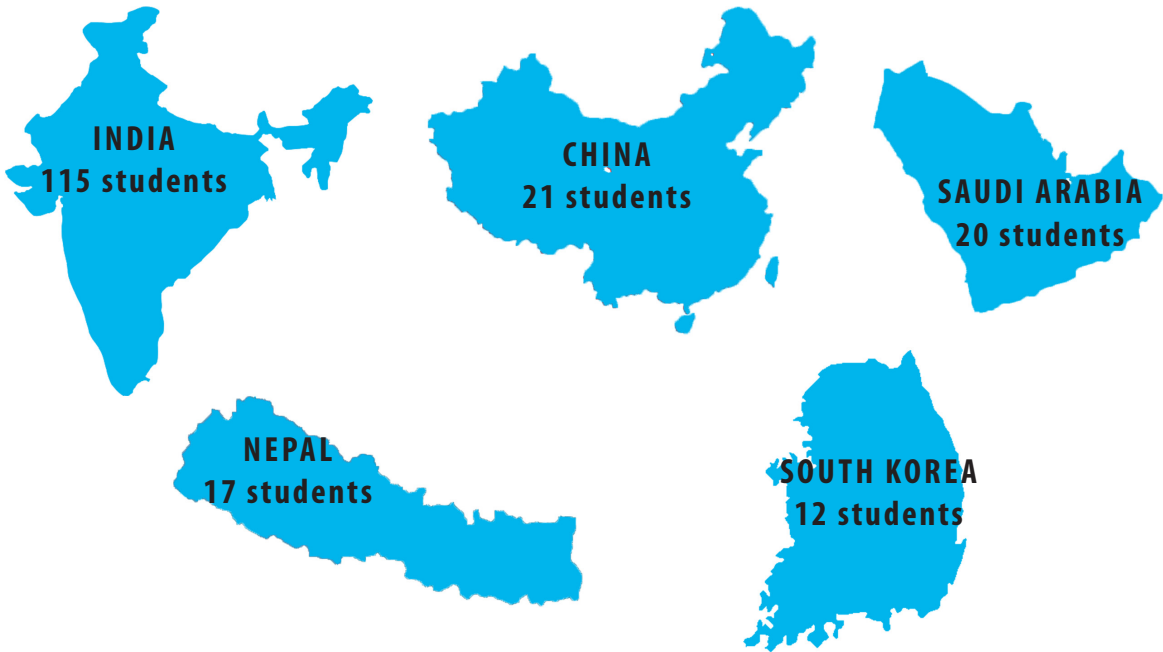 INDIA
115 students
CHINA
21 students
SAUDI ARABIA
20 students
NEPAL
17 students
SOUTH KOREA
12 students